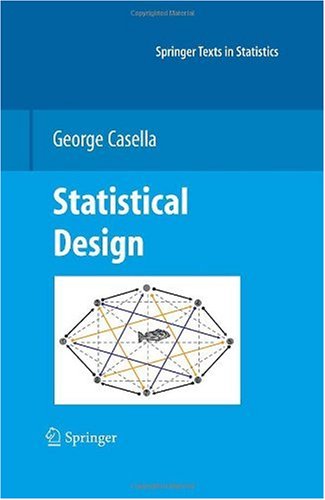 Springer Texts in Statistics
George Casella
Statistical
Design
Springer